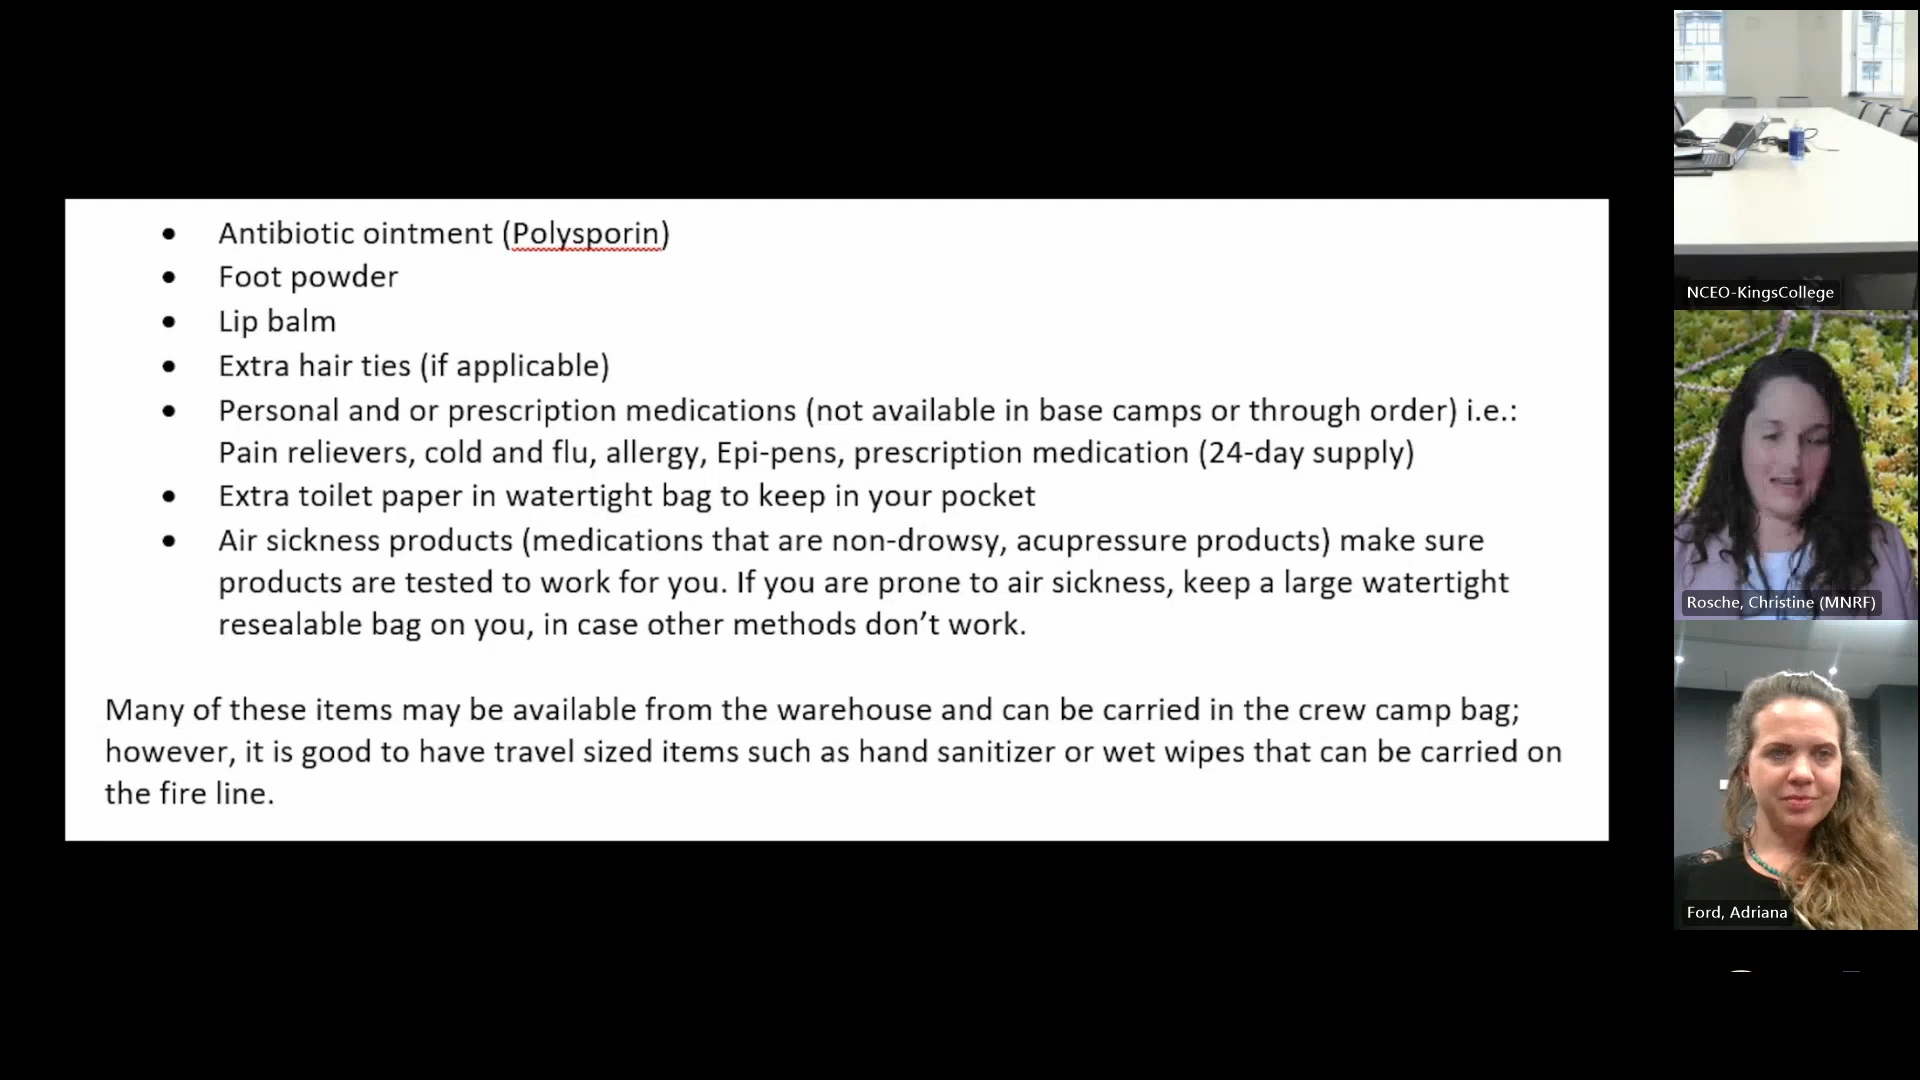 • Antibiotic ointment (Polysporin)
• Foot powder
• Lip balm
• Extra hair ties (if applicable)
• Personal and or prescription medications (not available in base camps or through order) i.e.:
Pain relievers, cold and flu, allergy, Epi-pens, prescription medication (24-day supply)
• Extra toilet paper in watertight bag to keep in your pocket
• Air sickness products (medications that are non-drowsy, acupressure products) make sure
products are tested to work for you. If you are prone to air sickness, keep a large watertight
resealable bag on you, in case other methods don’t work.
Many of these items may be available from the warehouse and can be carried in the crew camp bag;
however, it is good to have travel sized items such as hand sanitizer or wet wipes that can be carried on
the fire line.
NCEO-KingsCollege
Rosche, Christine (MNRF)
Ford, Adriana